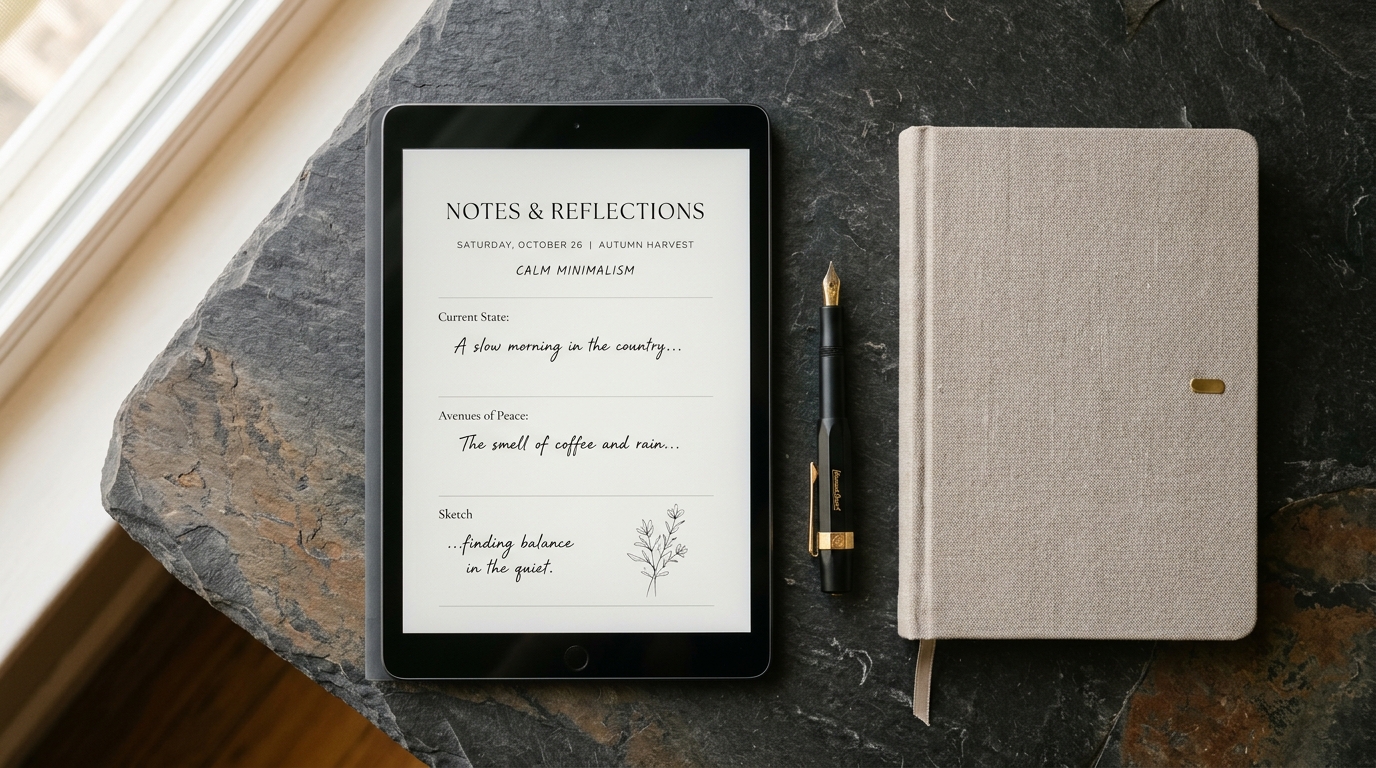 NOTES & REFLECTIONS
SATURDAY, OCTOBER 26 | AUTUMN HARVEST
CALM MINIMALISM
Current State:
A slow morning in the country...
Avenues of Peace:
The smell of coffee and rain...
Sketch
...finding balance
in the quiet.